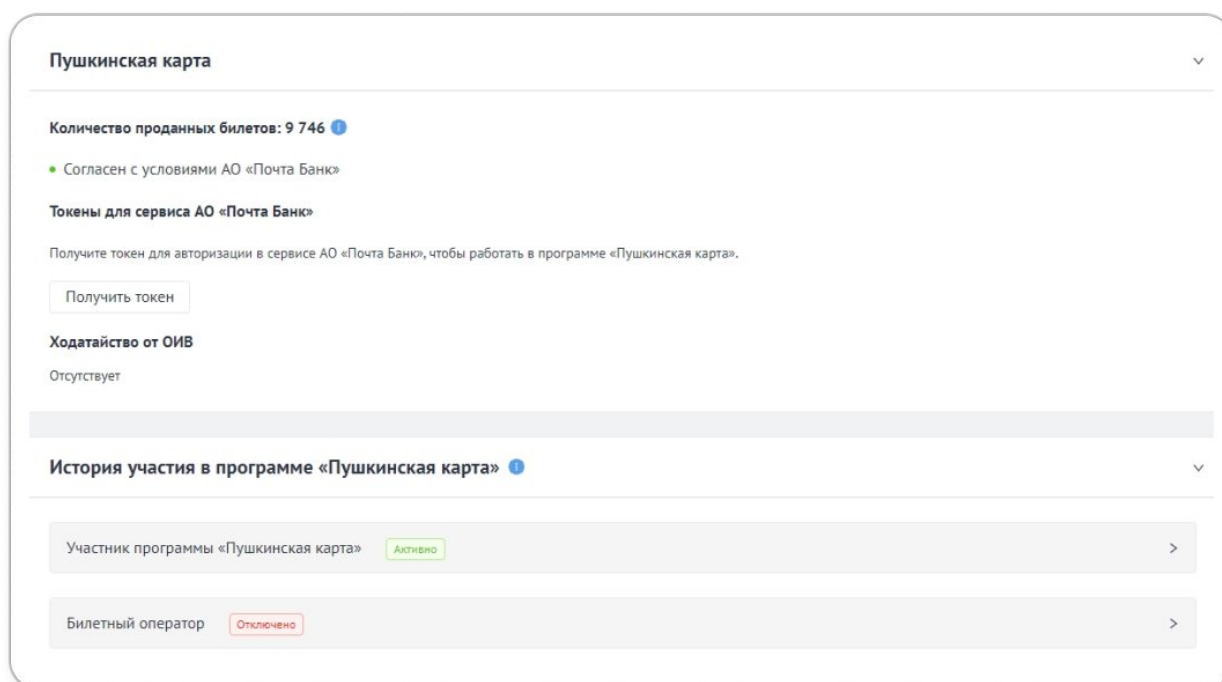 Пушкинская карта
Количество проданных билетов: 9 746
Согласен с условиями АО «Почта Банк»
Токены для сервиса АО «Почта Банк»
Получите токен для авторизации в сервисе АО «Почта Банк», чтобы работать в программе «Пушкинская карта».
Получить токен
Ходатайство от ОИВ
Отсутствует
История участия в программе «Пушкинская карта»
Участник программы «Пушкинская карта» Активно
Билетный оператор Отключено